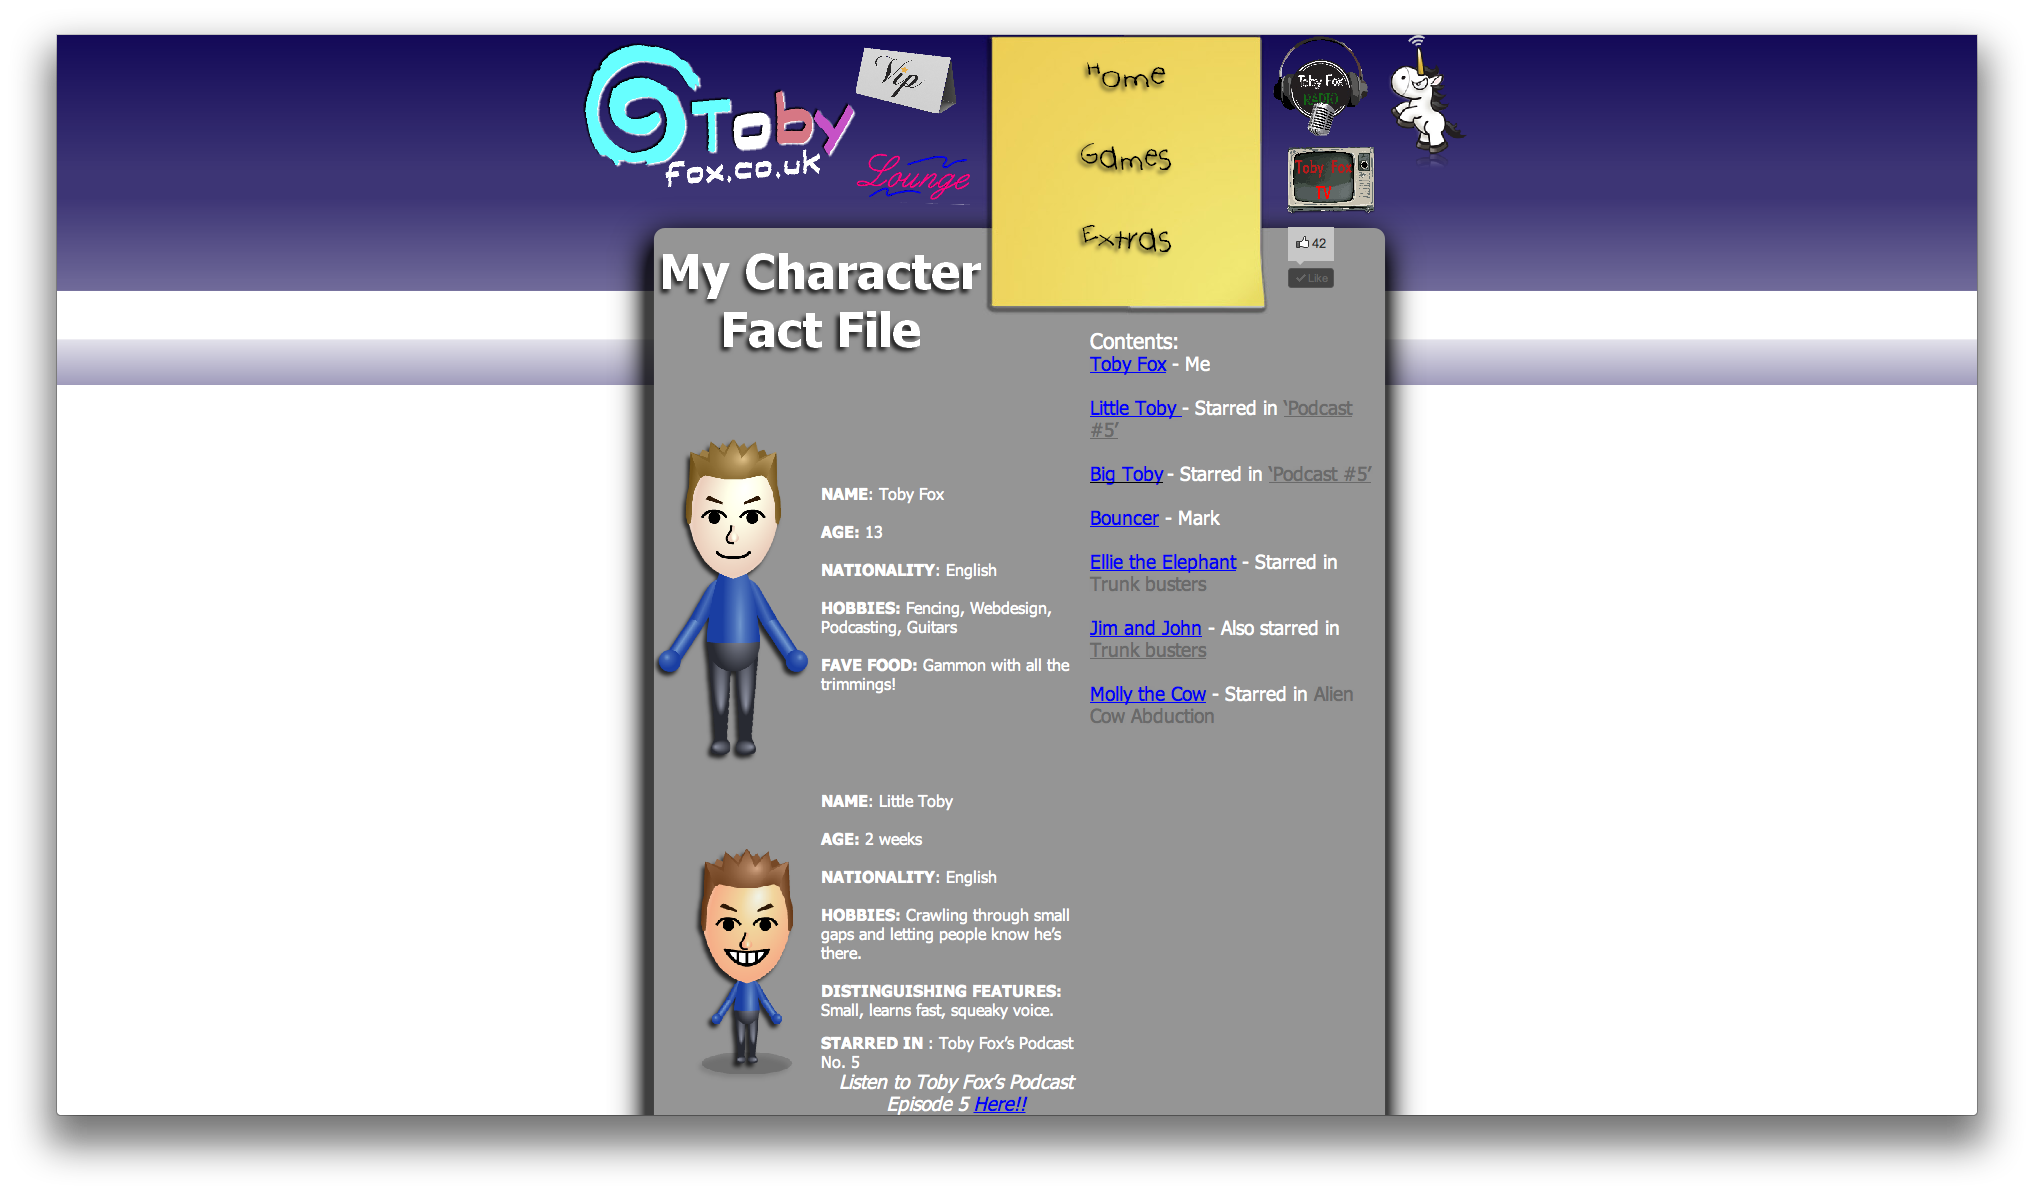 Toby
fox.co.uk
Vip
Lounge
Home
Games
Extras
Toby Fox
RADIO
Toby Fox
TV
42
Like
My Character
Fact File
NAME: Toby Fox
AGE: 13
NATIONALITY: English
HOBBIES: Fencing, Webdesign,
Podcasting, Guitars
FAVE FOOD: Gammon with all the
trimmings!
NAME: Little Toby
AGE: 2 weeks
NATIONALITY: English
HOBBIES: Crawling through small
gaps and letting people know he’s
there.
DISTINGUISHING FEATURES:
Small, learns fast, squeaky voice.
STARRED IN : Toby Fox’s Podcast
No. 5
Listen to Toby Fox’s Podcast
Episode 5 Here!!
Contents:
Toby Fox - Me
Little Toby - Starred in ‘Podcast
#5’
Big Toby - Starred in ‘Podcast #5’
Bouncer - Mark
Ellie the Elephant - Starred in
Trunk busters
Jim and John - Also starred in
Trunk busters
Molly the Cow - Starred in Alien
Cow Abduction